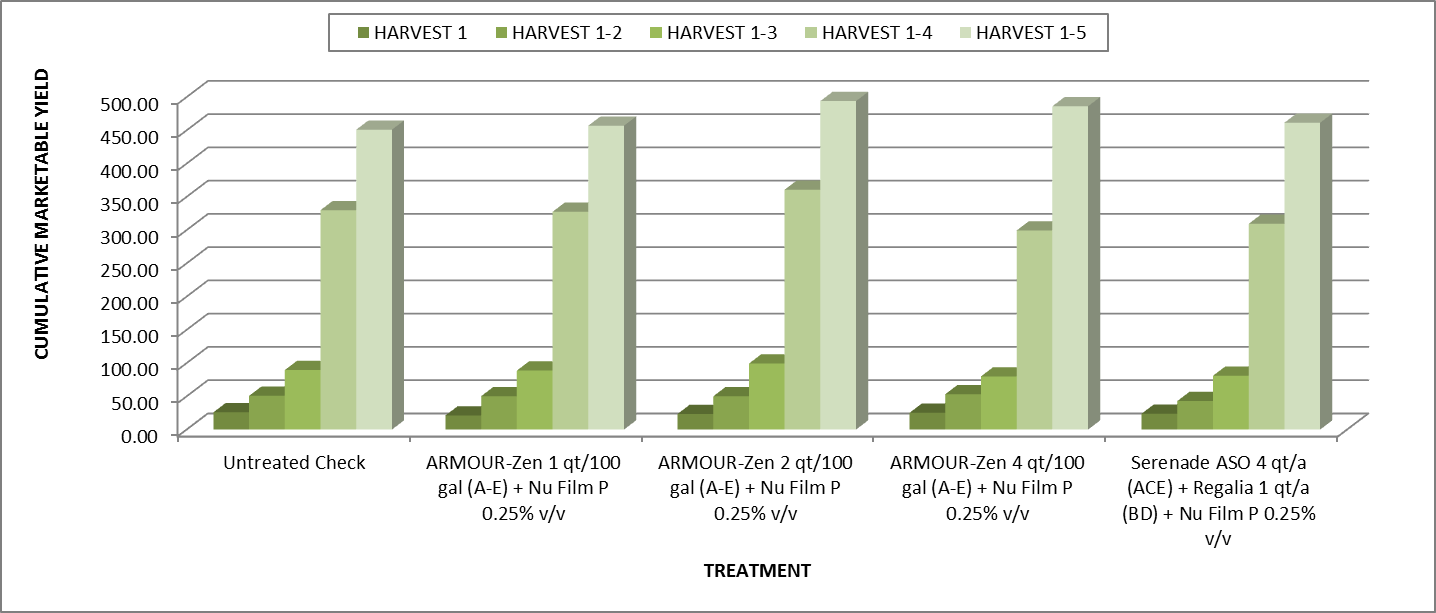 HARVEST 1 HARVEST 1-2 HARVEST 1-3 HARVEST 1-4 HARVEST 1-5
CUMULATIVE MARKETABLE YIELD
500.00
450.00
400.00
350.00
300.00
250.00
200.00
150.00
100.00
50.00
0.00
Untreated Check
ARMOUR-Zen 1 qt/100
gal (A-E) + Nu Film P
0.25% v/v
ARMOUR-Zen 2 qt/100
gal (A-E) + Nu Film P
0.25% v/v
ARMOUR-Zen 4 qt/100
gal (A-E) + Nu Film P
0.25% v/v
Serenade ASO 4 qt/a
(ACE) + Regalia 1 qt/a
(BD) + Nu Film P 0.25%
v/v
TREATMENT